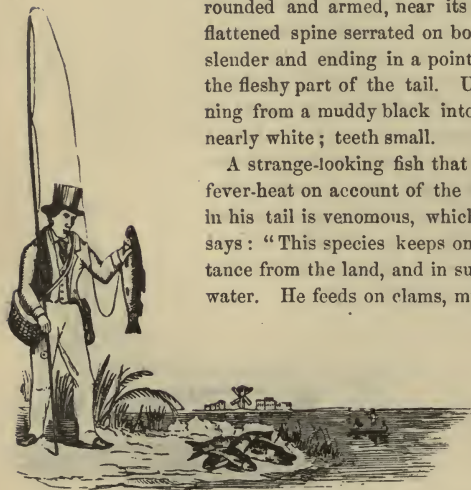 rounded and armed, near its
flattened spine serrated on bo
slender and ending in a point
the fleshy part of the tail. U
ning from a muddy black into
nearly white ; teeth small.
A strange-looking fish that
fever-heat on account of the
in his tail is venomous, which
says : “This species keeps on
tance from the land, and in su
water. He feeds on clams, m